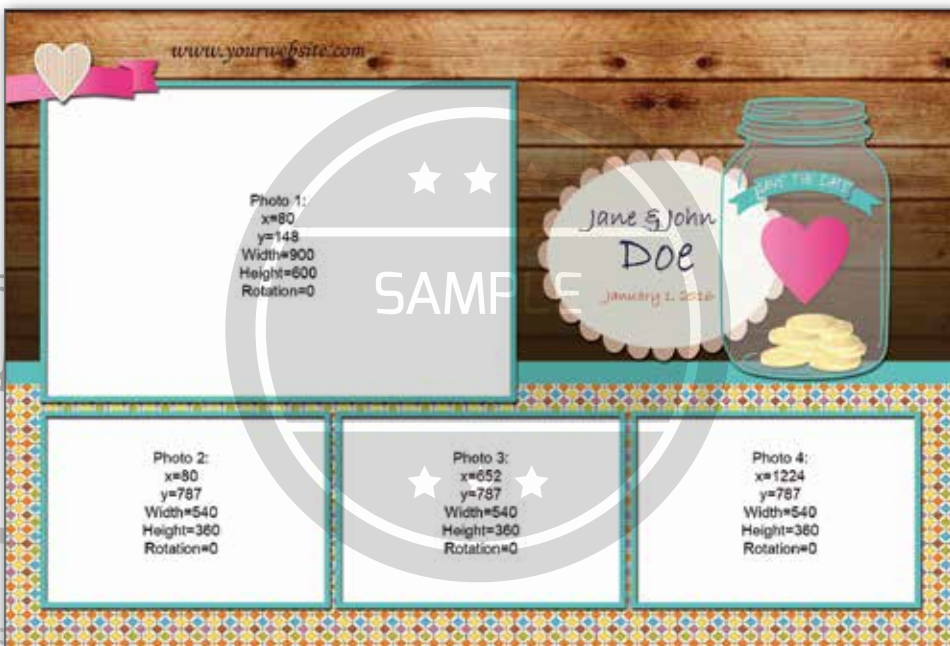 www.yourwebsite.com
Photo 1:
x=80
y=148
Width=900
Height=600
Rotation=0
SAVE THE DATE
Jane & John
Doe
January 1, 2016
SAMPLE
Photo 2:
x=80
y=787
Width=540
Height=360
Rotation=0
Photo 3:
x=652
y=787
Width=540
Height=360
Rotation=0
Photo 4:
x=1224
y=787
Width=540
Height=360
Rotation=0